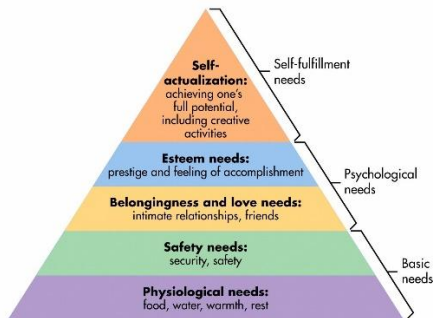 Self-
actualization:
achieving one's
full potential,
including creative
activities
Self-fulfillment
needs
Esteem needs:
prestige and feeling of accomplishment
Belongingness and love needs:
intimate relationships, friends
Psychological
needs
Safety needs:
security, safety
Physiological needs:
food, water, warmth, rest
Basic
needs